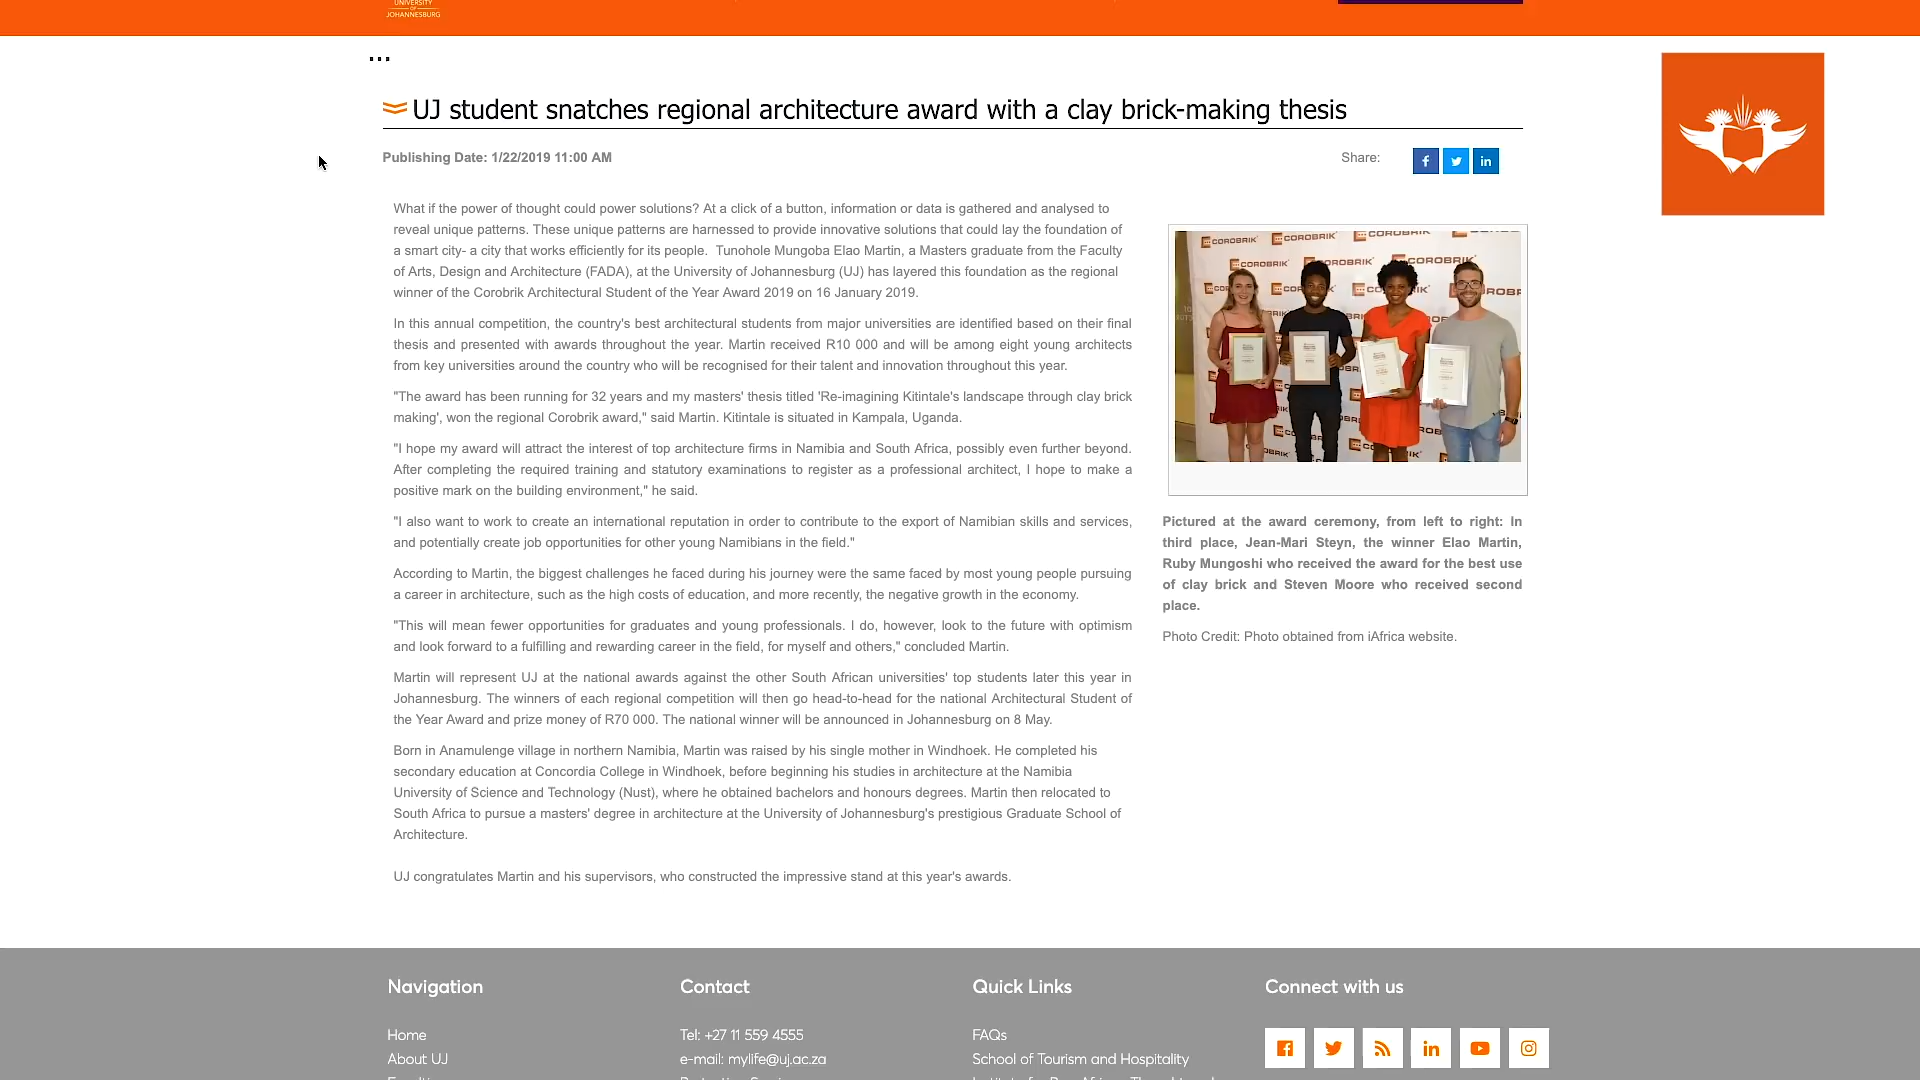 UNIVERSITY
OF
JOHANNESBURG
...
UJ student snatches regional architecture award with a clay brick-making thesis
Publishing Date: 1/22/2019 11:00 AM
Share:
What if the power of thought could power solutions? At a click of a button, information or data is gathered and analysed to
reveal unique patterns. These unique patterns are harnessed to provide innovative solutions that could lay the foundation of
a smart city- a city that works efficiently for its people.  Tunohole Mungoba Elao Martin, a Masters graduate from the Faculty
of Arts, Design and Architecture (FADA), at the University of Johannesburg (UJ) has layered this foundation as the regional
winner of the Corobrik Architectural Student of the Year Award 2019 on 16 January 2019.
In this annual competition, the country's best architectural students from major universities are identified based on their final
thesis and presented with awards throughout the year. Martin received R10 000 and will be among eight young architects
from key universities around the country who will be recognised for their talent and innovation throughout this year.
"The award has been running for 32 years and my masters' thesis titled 'Re-imagining Kitintale's landscape through clay brick
making', won the regional Corobrik award," said Martin. Kitintale is situated in Kampala, Uganda.
"I hope my award will attract the interest of top architecture firms in Namibia and South Africa, possibly even further beyond.
After completing the required training and statutory examinations to register as a professional architect, I hope to make a
positive mark on the building environment," he said.
"I also want to work to create an international reputation in order to contribute to the export of Namibian skills and services,
and potentially create job opportunities for other young Namibians in the field."
According to Martin, the biggest challenges he faced during his journey were the same faced by most young people pursuing
a career in architecture, such as the high costs of education, and more recently, the negative growth in the economy.
"This will mean fewer opportunities for graduates and young professionals. I do, however, look to the future with optimism
and look forward to a fulfilling and rewarding career in the field, for myself and others," concluded Martin.
Martin will represent UJ at the national awards against the other South African universities' top students later this year in
Johannesburg. The winners of each regional competition will then go head-to-head for the national Architectural Student of
the Year Award and prize money of R70 000. The national winner will be announced in Johannesburg on 8 May.
Born in Anamulenge village in northern Namibia, Martin was raised by his single mother in Windhoek. He completed his
secondary education at Concordia College in Windhoek, before beginning his studies in architecture at the Namibia
University of Science and Technology (Nust), where he obtained bachelors and honours degrees. Martin then relocated to
South Africa to pursue a masters' degree in architecture at the University of Johannesburg's prestigious Graduate School of
Architecture.
UJ congratulates Martin and his supervisors, who constructed the impressive stand at this year's awards.
COROBRIK COROBRIK COROBRIK
COROBRIK COROBRIK COROBRIK
Pictured at the award ceremony, from left to right: In
third place, Jean-Mari Steyn, the winner Elao Martin,
Ruby Mungoshi who received the award for the best use
of clay brick and Steven Moore who received second
place.
Photo Credit: Photo obtained from iAfrica website.
Navigation
Home
About UJ
Contact
Tel: +27 11 559 4555
e-mail: mylife@uj.ac.za
Quick Links
FAQs
School of Tourism and Hospitality
Connect with us